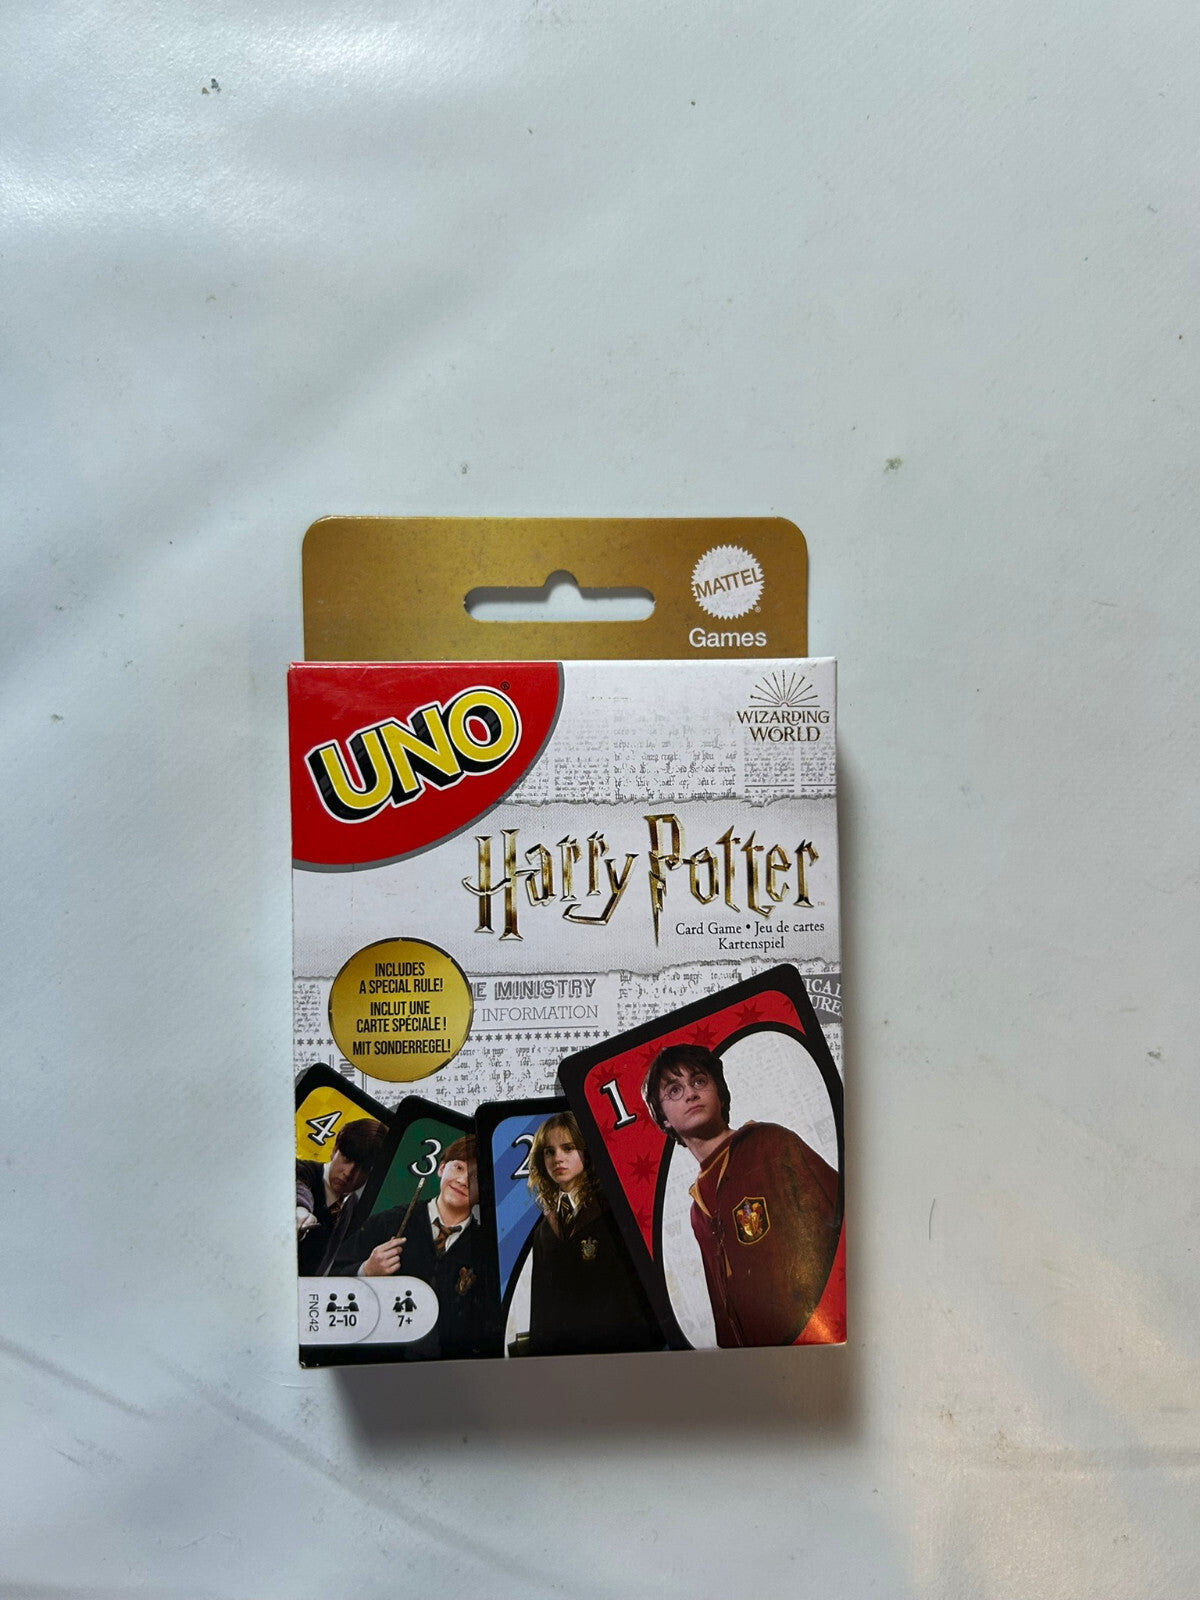 MATTEL
®
Games
UNO
®
WIZARDING
WORLD
Harry Potter
™
Card Game • Jeu de cartes
Kartenspiel
INCLUDES
A SPECIAL RULE!
INCLUT UNE
CARTE SPÉCIALE !
MIT SONDERREGEL!
E MINISTRY
INFORMATION
4
3
2
1
FNC42
2-10
7+